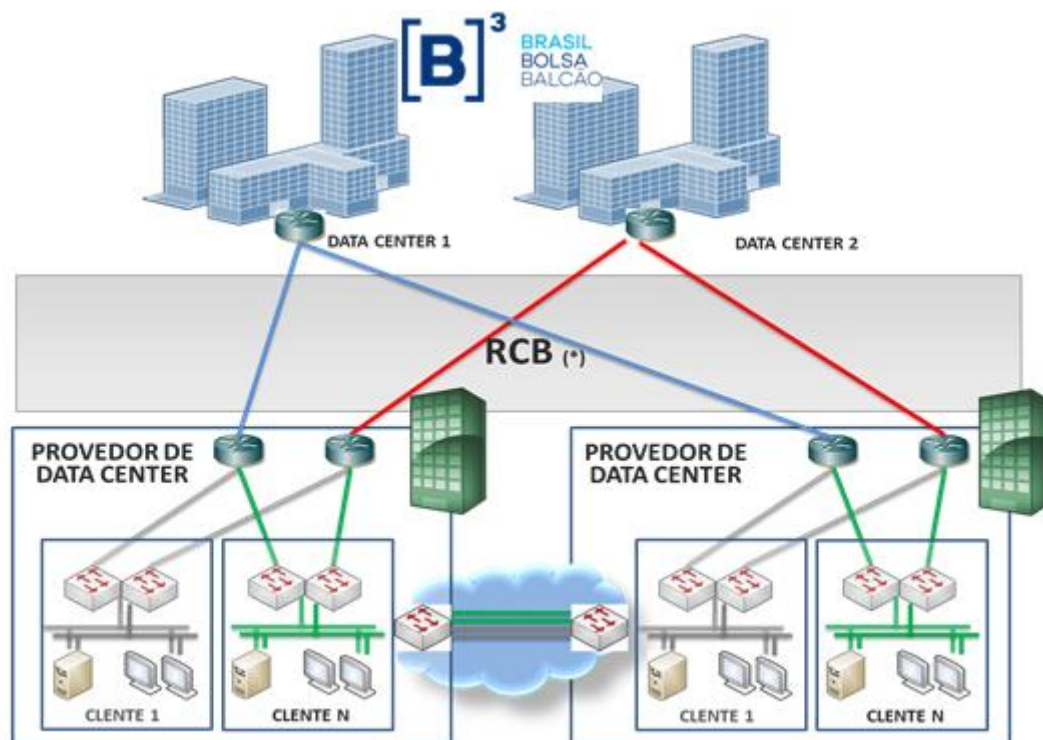 [B]³
BRASIL
BOLSA
BALCÃO
DATA CENTER 1
DATA CENTER 2
RCB (*)
PROVEDOR DE
DATA CENTER
PROVEDOR DE
DATA CENTER
CLENTE 1
CLENTE N
CLENTE 1
CLENTE N